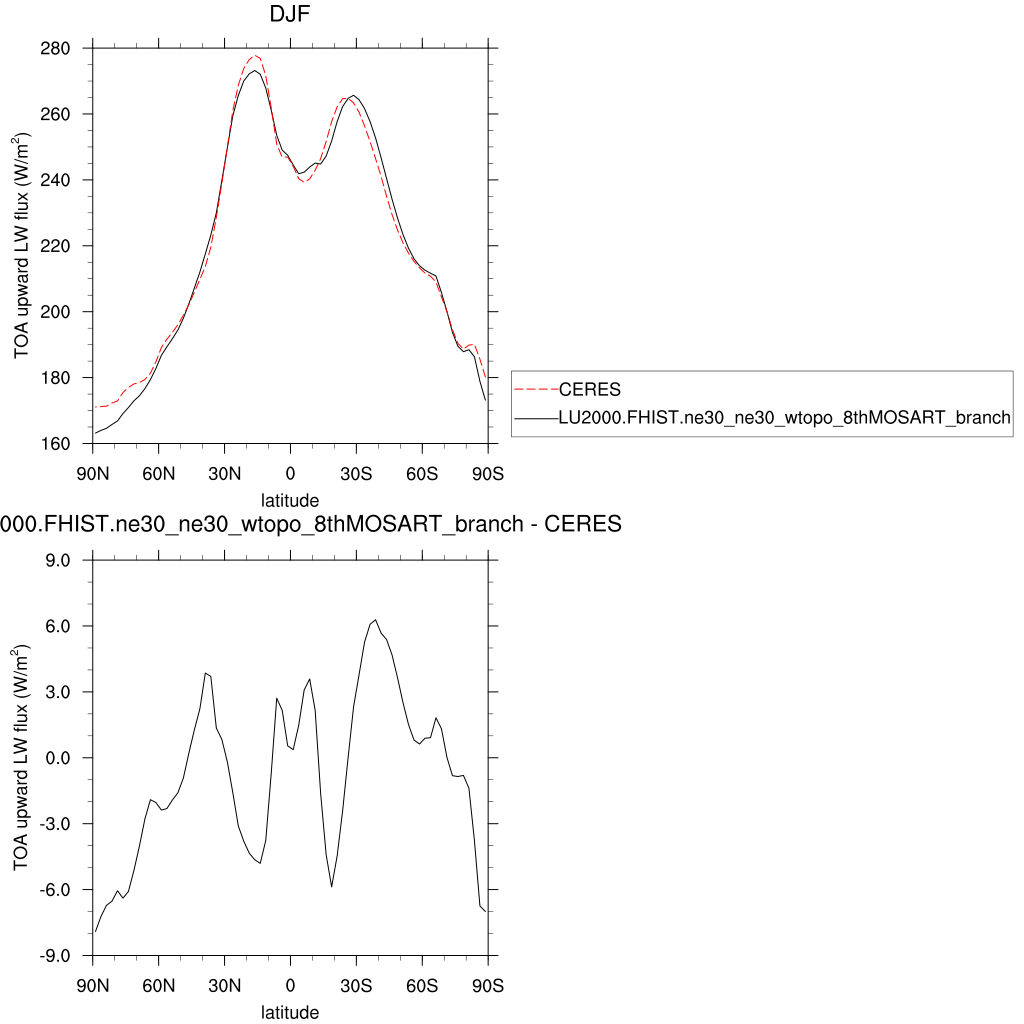 DJF
TOA upward LW flux (W/m²)
280
260
240
220
200
180
160
90N 60N 30N 0 30S 60S 90S
latitude
CERES
LU2000.FHIST.ne30_ne30_wtopo_8thMOSART_branch
000.FHIST.ne30_ne30_wtopo_8thMOSART_branch - CERES
TOA upward LW flux (W/m²)
9.0
6.0
3.0
0.0
-3.0
-6.0
-9.0
90N 60N 30N 0 30S 60S 90S
latitude